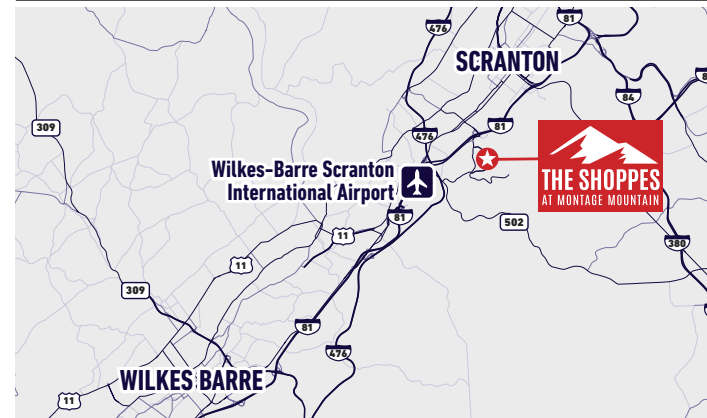 81
476
SCRANTON
84
309
476
81
THE SHOPPES
AT MONTAGE MOUNTAIN
Wilkes-Barre Scranton
International Airport
81
502
11
380
11
309
81
476
WILKES BARRE
11